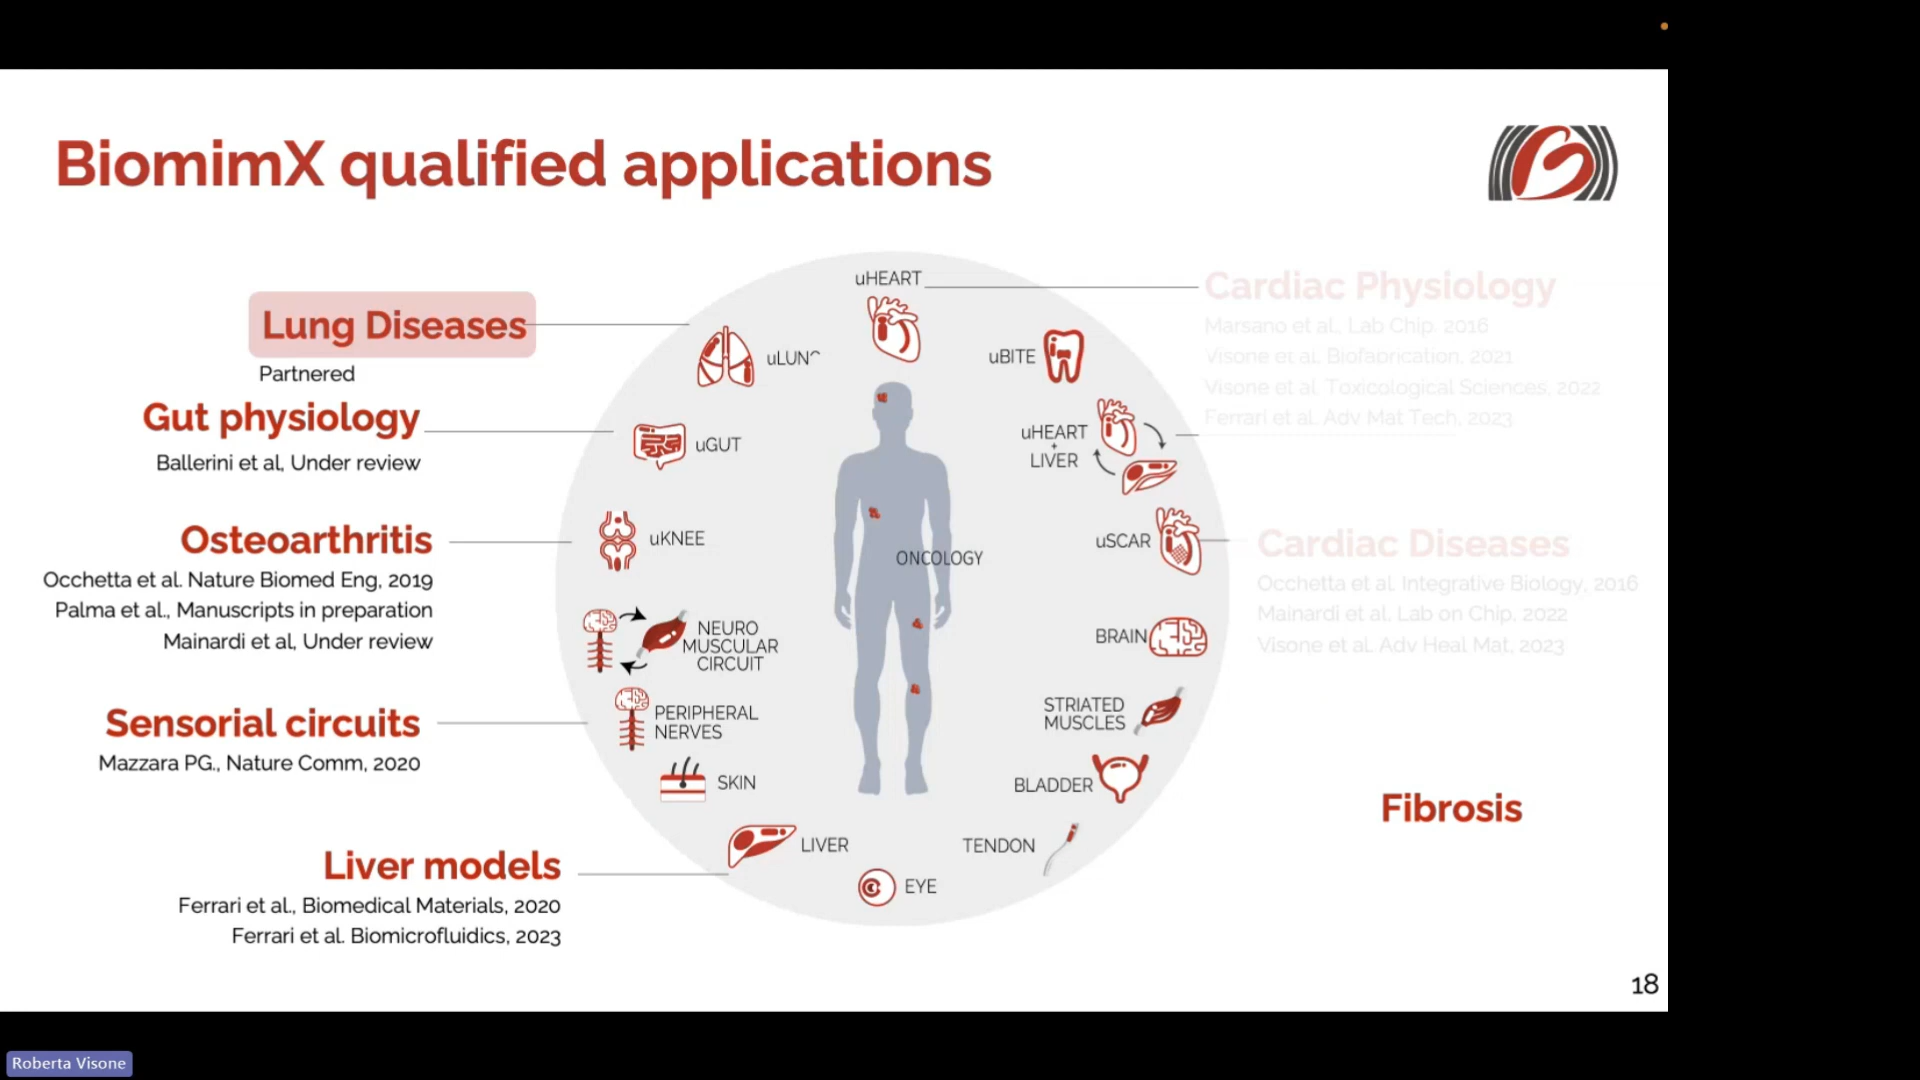 BiomimX qualified applications
Lung Diseases
Partnered
Gut physiology
Ballerini et al, Under review
Osteoarthritis
Occhetta et al. Nature Biomed Eng, 2019
Palma et al., Manuscripts in preparation
Mainardi et al, Under review
Sensorial circuits
Mazzara PG., Nature Comm, 2020
Liver models
Ferrari et al., Biomedical Materials, 2020
Ferrari et al. Biomicrofluidics, 2023
uHEART
uBITE
uGUT
uHEART
+
LIVER
uKNEE
uSCAR
ONCOLOGY
NEURO
MUSCULAR
CIRCUIT
BRAIN
PERIPHERAL
NERVES
STRIATED
MUSCLES
SKIN
BLADDER
LIVER
TENDON
EYE
Cardiac Physiology
Marsano et al., Lab Chip. 2016
Visone et al. Biofabrication, 2021
Visone et al. Toxicological Sciences, 2022
Ferrari et al. Adv Mat Tech, 2023
Cardiac Diseases
Occhetta et al. Integrative Biology, 2016
Mainardi et al. Lab on Chip, 2022
Visone et al. Adv Heal Mat, 2023
Fibrosis
18
Roberta Visone